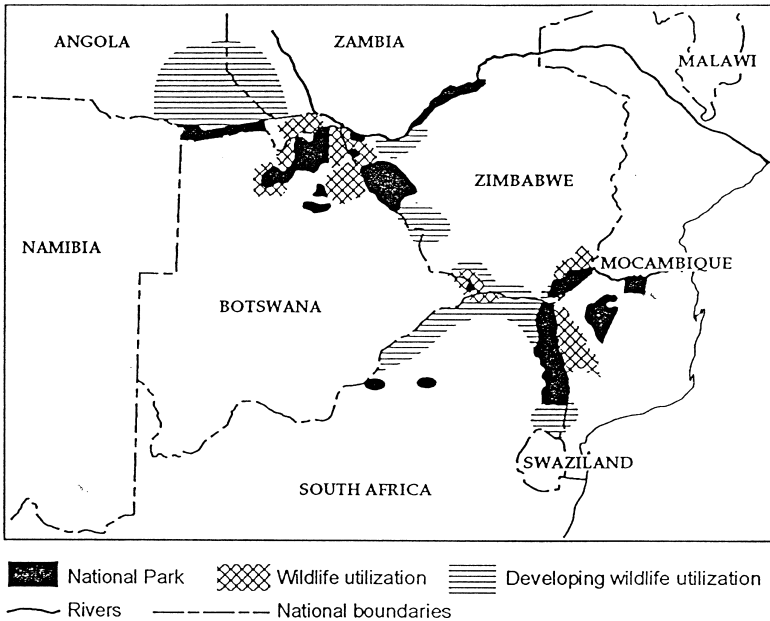 ANGOLA
ZAMBIA
MALAWI
ZIMBABWE
NAMIBIA
MOCAMBIQUE
BOTSWANA
SWAZILAND
SOUTH AFRICA
National Park
Wildlife utilization
Developing wildlife utilization
Rivers
National boundaries